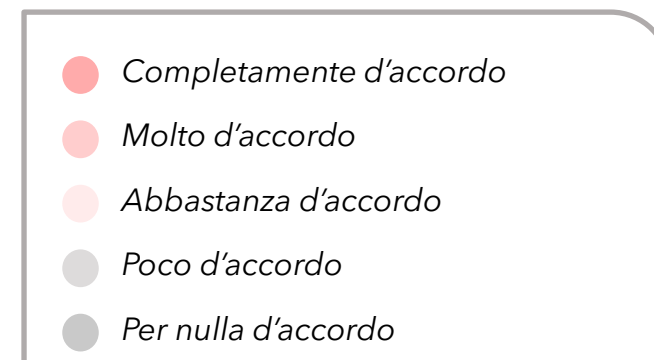 Completamente d’accordo
Molto d’accordo
Abbastanza d’accordo
Poco d’accordo
Per nulla d’accordo